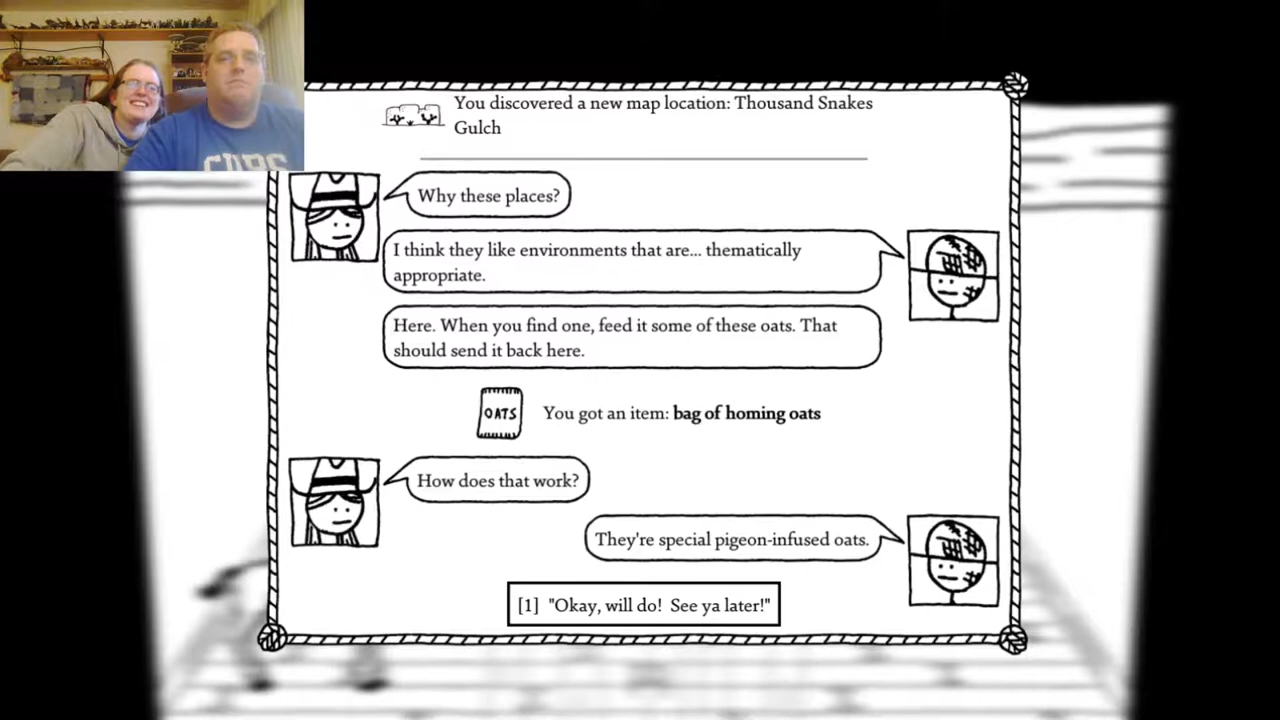 You discovered a new map location: Thousand Snakes
Gulch
Why these places?
I think they like environments that are... thematically
appropriate.
Here. When you find one, feed it some of these oats. That
should send it back here.
OATS
You got an item: bag of homing oats
How does that work?
They're special pigeon-infused oats.
[1] "Okay, will do! See ya later!"
CUBS